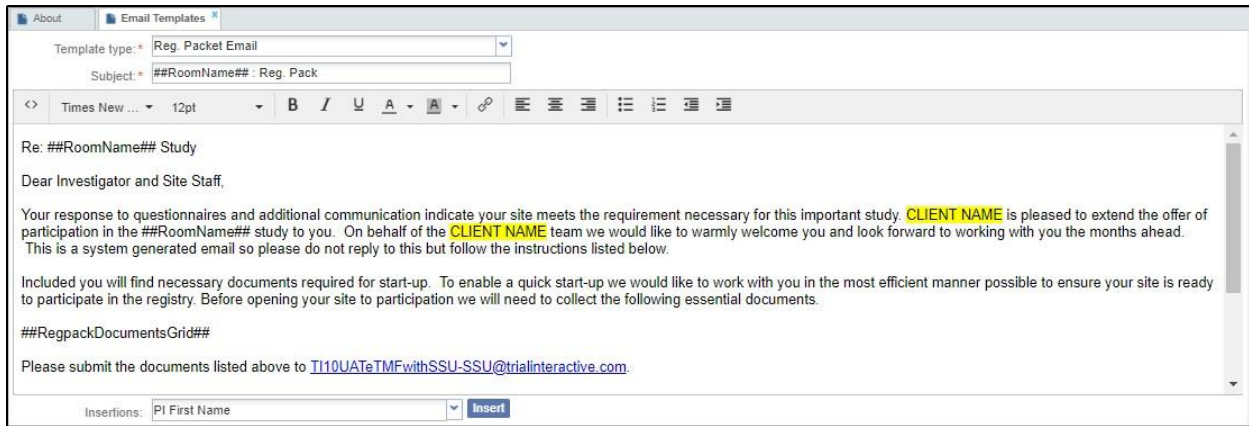 About Email Templates
Template type:* Reg. Packet Email
Subject:* ##RoomName## : Reg. Pack
Times New ... 12pt B I U A A
Re: ##RoomName## Study
Dear Investigator and Site Staff,
Your response to questionnaires and additional communication indicate your site meets the requirement necessary for this important study. CLIENT NAME is pleased to extend the offer of
participation in the ##RoomName## study to you. On behalf of the CLIENT NAME team we would like to warmly welcome you and look forward to working with you the months ahead.
This is a system generated email so please do not reply to this but follow the instructions listed below.
Included you will find necessary documents required for start-up. To enable a quick start-up we would like to work with you in the most efficient manner possible to ensure your site is ready
to participate in the registry. Before opening your site to participation we will need to collect the following essential documents.
##RegpackDocumentsGrid##
Please submit the documents listed above to TI10UATeTMFwithSSU-SSU@trialinteractive.com.
Insertions: PI First Name Insert